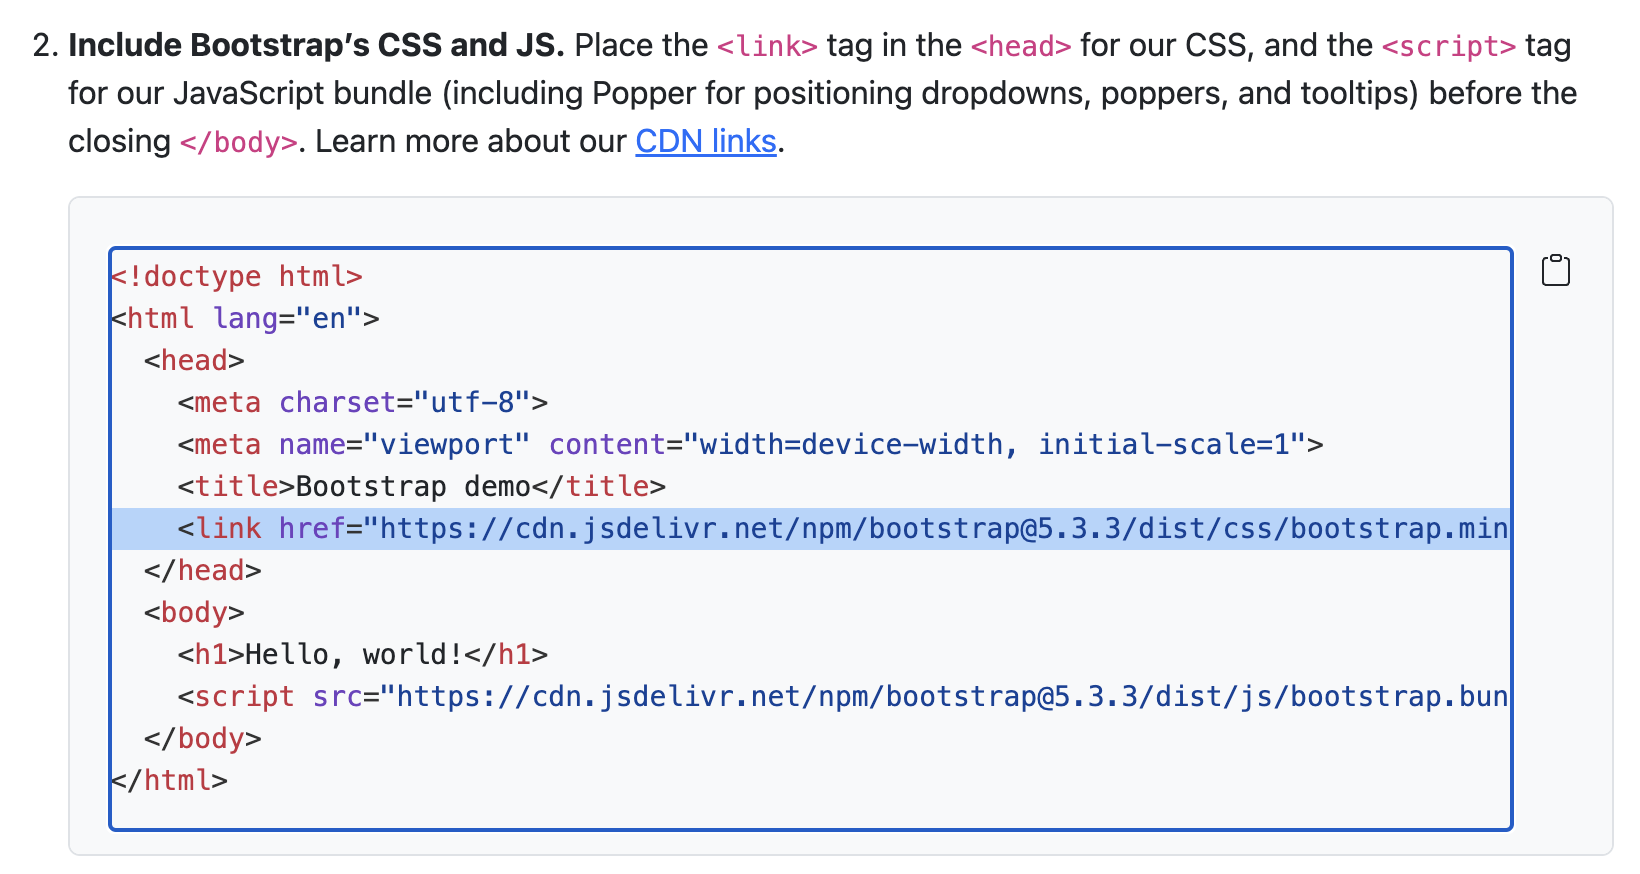 2. Include Bootstrap’s CSS and JS. Place the <link> tag in the <head> for our CSS, and the <script> tag
for our JavaScript bundle (including Popper for positioning dropdowns, poppers, and tooltips) before the
closing </body>. Learn more about our CDN links.
<!doctype html>
<html lang="en">
  <head>
    <meta charset="utf-8">
    <meta name="viewport" content="width=device-width, initial-scale=1">
    <title>Bootstrap demo</title>
    <link href="https://cdn.jsdelivr.net/npm/bootstrap@5.3.3/dist/css/bootstrap.min
  </head>
  <body>
    <h1>Hello, world!</h1>
    <script src="https://cdn.jsdelivr.net/npm/bootstrap@5.3.3/dist/js/bootstrap.bun
  </body>
</html>